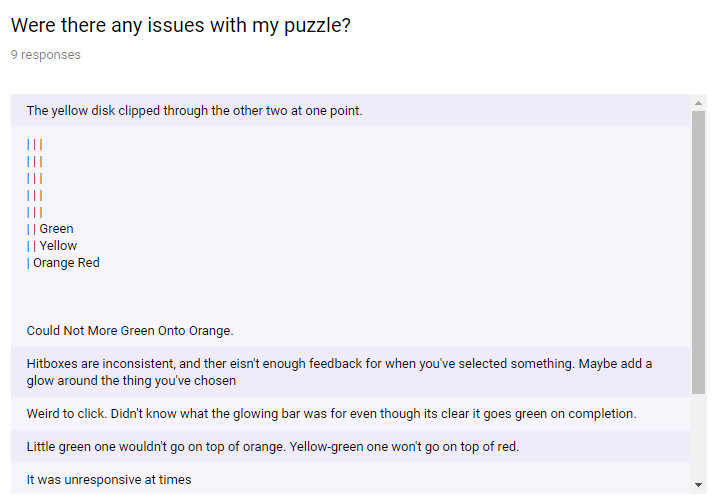 Were there any issues with my puzzle?
9 responses
The yellow disk clipped through the other two at one point.
| | |
| | |
| | |
| | |
| | |
| | Green
| | Yellow
| Orange Red
Could Not More Green Onto Orange.
Hitboxes are inconsistent, and ther eisn't enough feedback for when you've selected something. Maybe add a
glow around the thing you've chosen
Weird to click. Didn't know what the glowing bar was for even though its clear it goes green on completion.
Little green one wouldn't go on top of orange. Yellow-green one won't go on top of red.
It was unresponsive at times